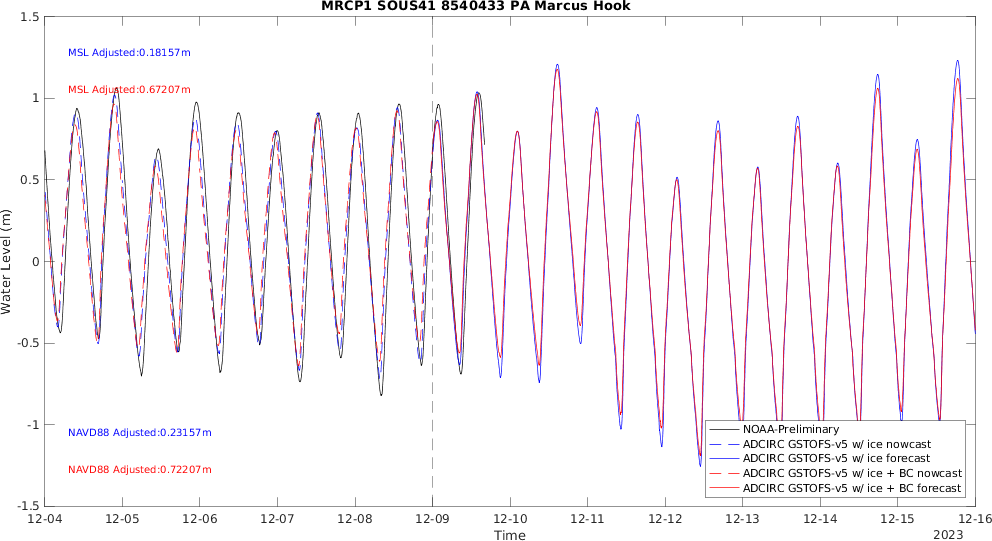 MRCP1 SOUS41 8540433 PA Marcus Hook
1.5
1
0.5
0
-0.5
-1
-1.5
Water Level (m)
MSL Adjusted:0.18157m
MSL Adjusted:0.67207m
NAVD88 Adjusted:0.23157m
NAVD88 Adjusted:0.72207m
NOAA-Preliminary
ADCIRC GSTOFS-v5 w/ ice nowcast
ADCIRC GSTOFS-v5 w/ ice forecast
ADCIRC GSTOFS-v5 w/ ice + BC nowcast
ADCIRC GSTOFS-v5 w/ ice + BC forecast
12-04 12-05 12-06 12-07 12-08 12-09 12-10 12-11 12-12 12-13 12-14 12-15 12-16
Time
2023